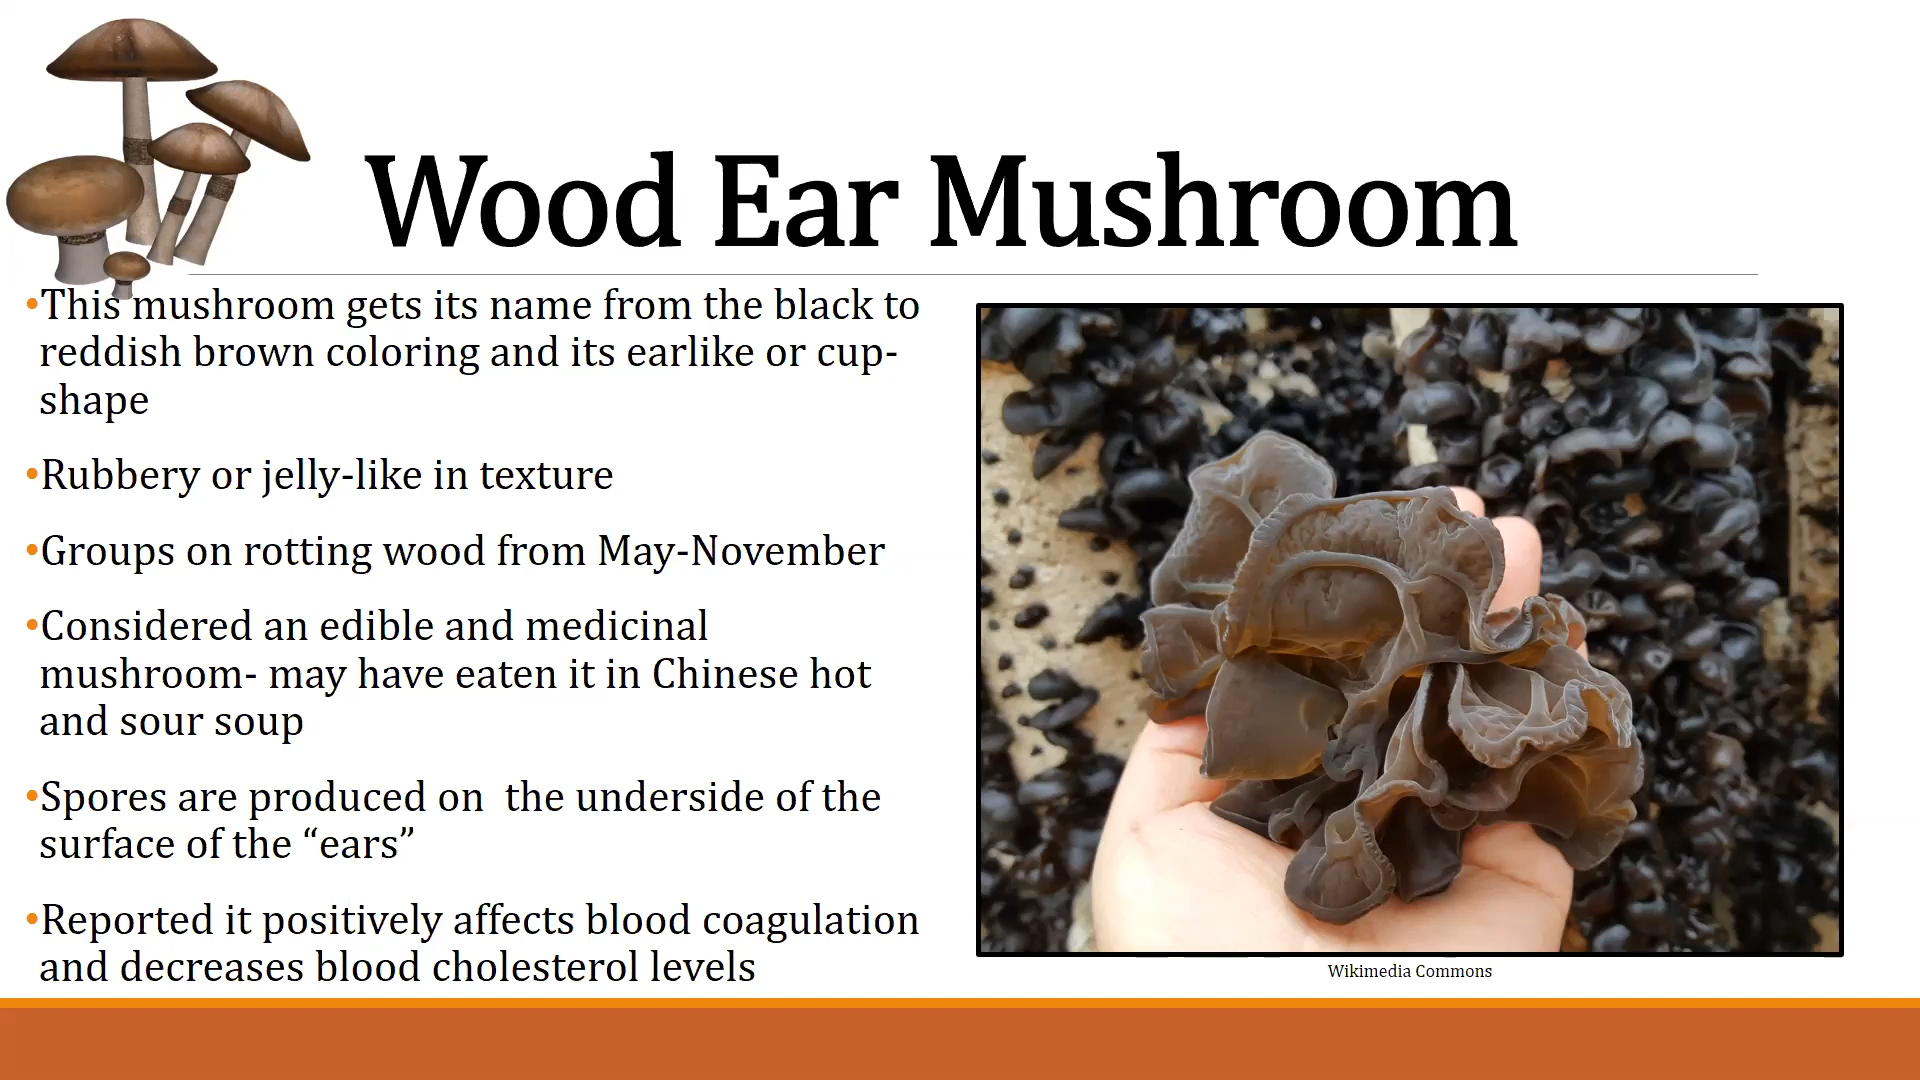 Wood Ear Mushroom
•This mushroom gets its name from the black to
reddish brown coloring and its earlike or cup-
shape
•Rubbery or jelly-like in texture
•Groups on rotting wood from May-November
•Considered an edible and medicinal
mushroom- may have eaten it in Chinese hot
and sour soup
•Spores are produced on  the underside of the
surface of the “ears”
•Reported it positively affects blood coagulation
and decreases blood cholesterol levels
Wikimedia Commons